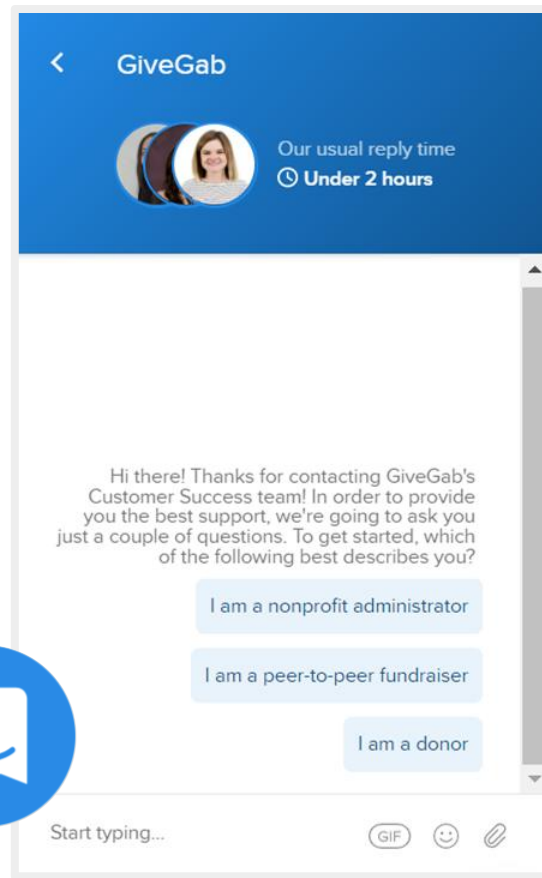 GiveGab
Our usual reply time
Under 2 hours
Hi there! Thanks for contacting GiveGab's
Customer Success team! In order to provide
you the best support, we're going to ask you
just a couple of questions. To get started, which
of the following best describes you?
I am a nonprofit administrator
I am a peer-to-peer fundraiser
I am a donor
Start typing...
GIF